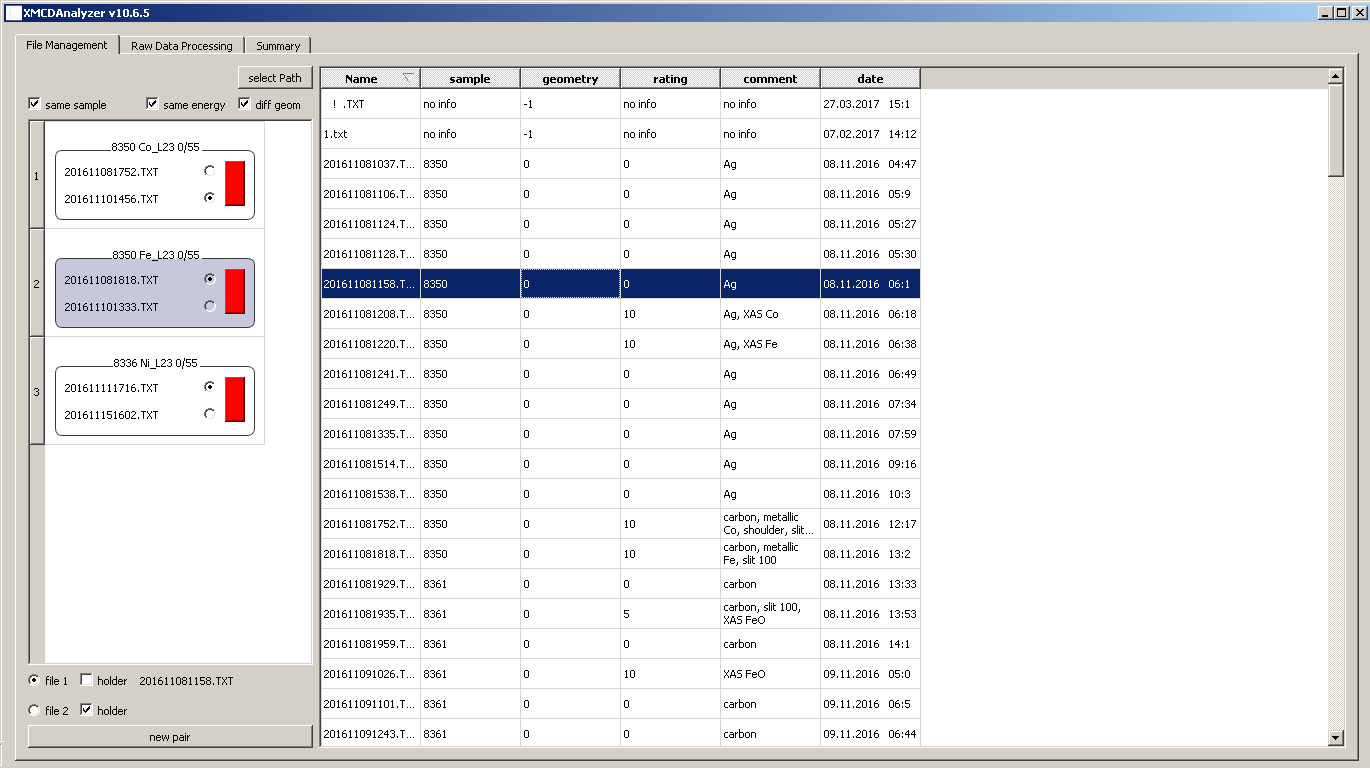 XMCDAnalyzer v10.6.5
File Management Raw Data Processing Summary
select Path
same sample same energy diff geom
1
8350 Co_L23 0/55
201611081752.TXT
201611101456.TXT
2
8350 Fe_L23 0/55
201611081818.TXT
201611101333.TXT
3
8336 Ni_L23 0/55
201611111716.TXT
201611151602.TXT
file 1 holder 201611081158.TXT
file 2 holder
new pair
Name sample geometry rating comment date
! .TXT no info -1 no info no info 27.03.2017 15:1
1.txt no info -1 no info no info 07.02.2017 14:12
201611081037.T... 8350 0 0 Ag 08.11.2016 04:47
201611081106.T... 8350 0 0 Ag 08.11.2016 05:9
201611081124.T... 8350 0 0 Ag 08.11.2016 05:27
201611081128.T... 8350 0 0 Ag 08.11.2016 05:30
201611081158.T... 8350 0 0 Ag 08.11.2016 06:1
201611081208.T... 8350 0 10 Ag, XAS Co 08.11.2016 06:18
201611081220.T... 8350 0 10 Ag, XAS Fe 08.11.2016 06:38
201611081241.T... 8350 0 0 Ag 08.11.2016 06:49
201611081249.T... 8350 0 0 Ag 08.11.2016 07:34
201611081335.T... 8350 0 0 Ag 08.11.2016 07:59
201611081514.T... 8350 0 0 Ag 08.11.2016 09:16
201611081538.T... 8350 0 0 Ag 08.11.2016 10:3
201611081752.T... 8350 0 10 carbon, metallic
Co, shoulder, slit... 08.11.2016 12:17
201611081818.T... 8350 0 10 carbon, metallic
Fe, slit 100 08.11.2016 13:2
201611081929.T... 8361 0 0 carbon 08.11.2016 13:33
201611081935.T... 8361 0 5 carbon, slit 100,
XAS FeO 08.11.2016 13:53
201611081959.T... 8361 0 0 carbon 08.11.2016 14:1
201611091026.T... 8361 0 10 XAS FeO 09.11.2016 05:0
201611091101.T... 8361 0 0 carbon 09.11.2016 06:5
201611091243.T... 8361 0 0 carbon 09.11.2016 06:44